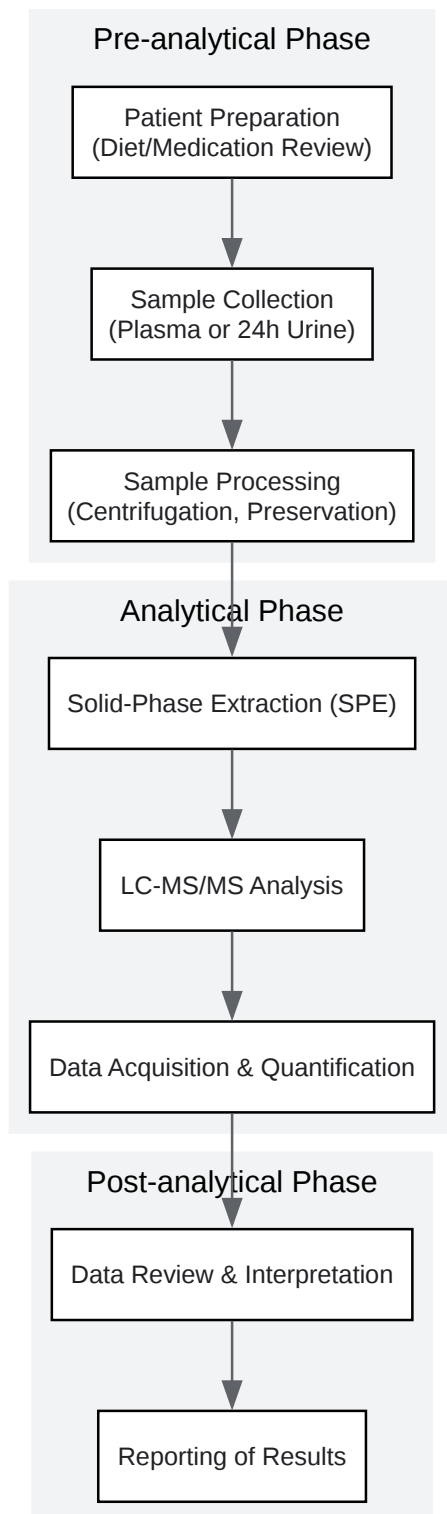 Pre-analytical Phase
Patient Preparation
(Diet/Medication Review)
Sample Collection
(Plasma or 24h Urine)
Sample Processing
(Centrifugation, Preservation)
Analytical Phase
Solid-Phase Extraction (SPE)
LC-MS/MS Analysis
Data Acquisition & Quantification
Post-analytical Phase
Data Review & Interpretation
Reporting of Results